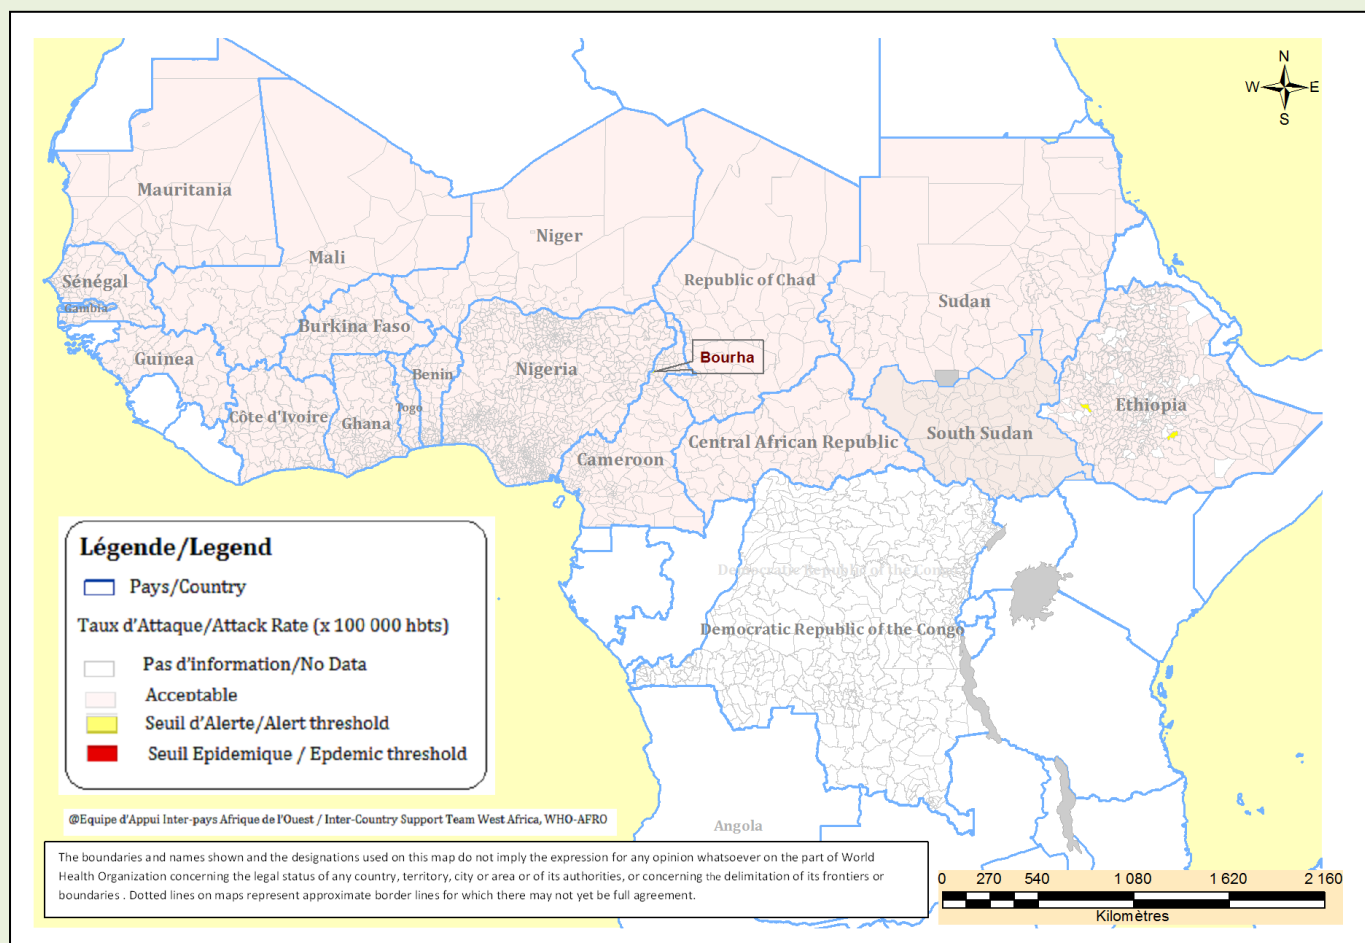 N
W E
S
Mauritania
Niger
Mali
Republic of Chad
Sénégal
Sudan
Gambia
Burkina Faso
Bourha
Guinea
Benin
Nigeria
Ethiopia
Togo
Côte d'Ivoire
Ghana
South Sudan
Central African Republic
Cameroon
Légende/Legend
Pays/Country
Taux d'Attaque/Attack Rate (x 100 000 hbts)
Pas d'information/No Data
Acceptable
Seuil d'Alerte/Alert threshold
Seuil Epidemique / Epdemic threshold
Democratic Republic of the Congo
Democratic Republic of the Congo
Angola
@Equipe d'Appui Inter-pays Afrique de l'Ouest / Inter-Country Support Team West Africa, WHO-AFRO
The boundaries and names shown and the designations used on this map do not imply the expression for any opinion whatsoever on the part of World
Health Organization concerning the legal status of any country, territory, city or area or of its authorities, or concerning the delimitation of its frontiers or
boundaries . Dotted lines on maps represent approximate border lines for which there may not yet be full agreement.
0 270 540 1 080 1 620 2 160
Kilomètres